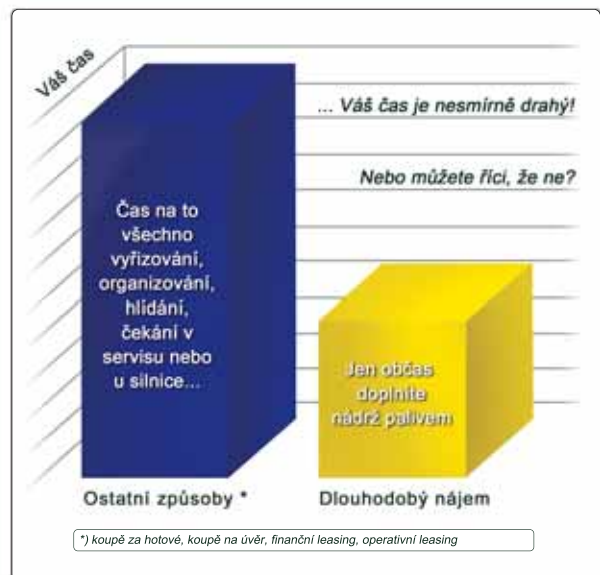 Váš čas
... Váš čas je nesmírně drahý!
Nebo můžete říci, že ne?
Čas na to
všechno
vyřizování,
organizování,
hlídání,
čekání v
servisu nebo
u silnice...
Jen občas
doplníte
nádrž palivem
Ostatní způsoby *
Dlouhodobý nájem
*) koupě za hotové, koupě na úvěr, finanční leasing, operativní leasing